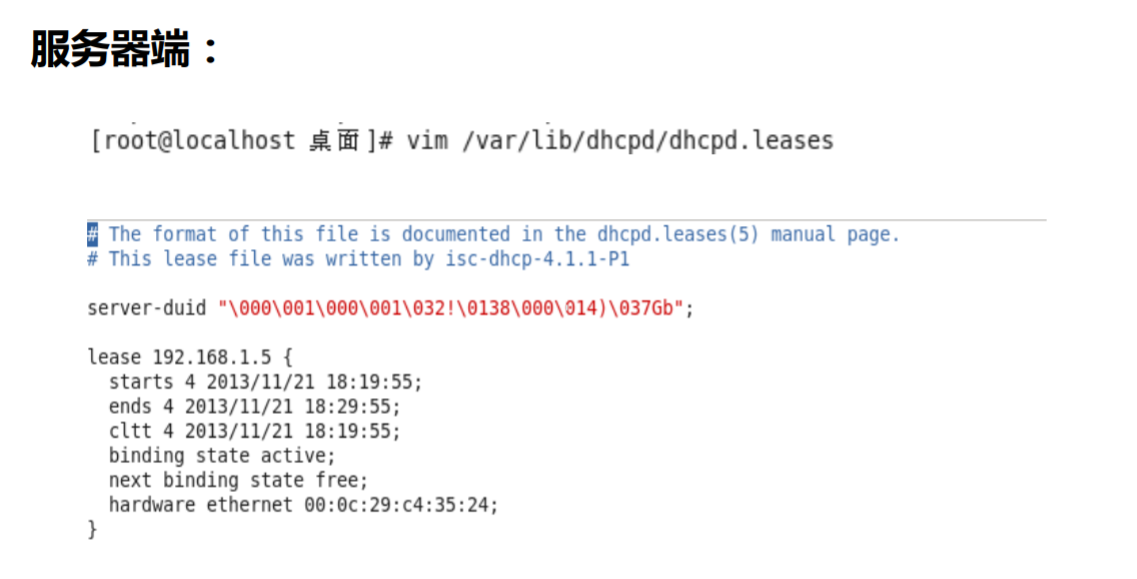 服务器端：
[root@localhost 桌面]# vim /var/lib/dhcpd/dhcpd.leases
# The format of this file is documented in the dhcpd.leases(5) manual page.
# This lease file was written by isc-dhcp-4.1.1-P1
server-duid "\000\001\000\001\032!\0138\000\014)\037Gb";
lease 192.168.1.5 {
starts 4 2013/11/21 18:19:55;
ends 4 2013/11/21 18:29:55;
cltt 4 2013/11/21 18:19:55;
binding state active;
next binding state free;
hardware ethernet 00:0c:29:c4:35:24;
}